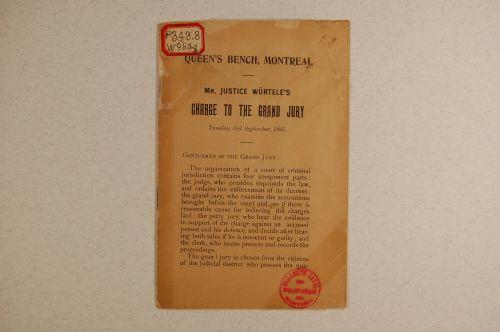 P343.8
W954g
QUEEN'S BENCH, MONTREAL
MR. JUSTICE WÜRTELE'S
CHARGE TO THE GRAND JURY
Tuesday, 3rd September, 1895.
GENTLEMEN OF THE GRAND JURY:
The organization of a court of criminal
jurisdiction contains four component parts:
the judge, who presides, expounds the law,
and ordains the enforcement of its decrees;
the grand jury, who examine the accusations
brought before the court and see if there is
reasonable cause for believing the charges
laid; the petty jury, who hear the evidence
in support of the charge against an accused
person and his defence, and decide after hear-
ing both sides if he is innocent or guilty; and
the clerk, who issues process and records the
proceedings.
The grand jury is chosen from the citizens
of the judicial district who possess the
BIBLIOTHÈQUE
MONTREAL